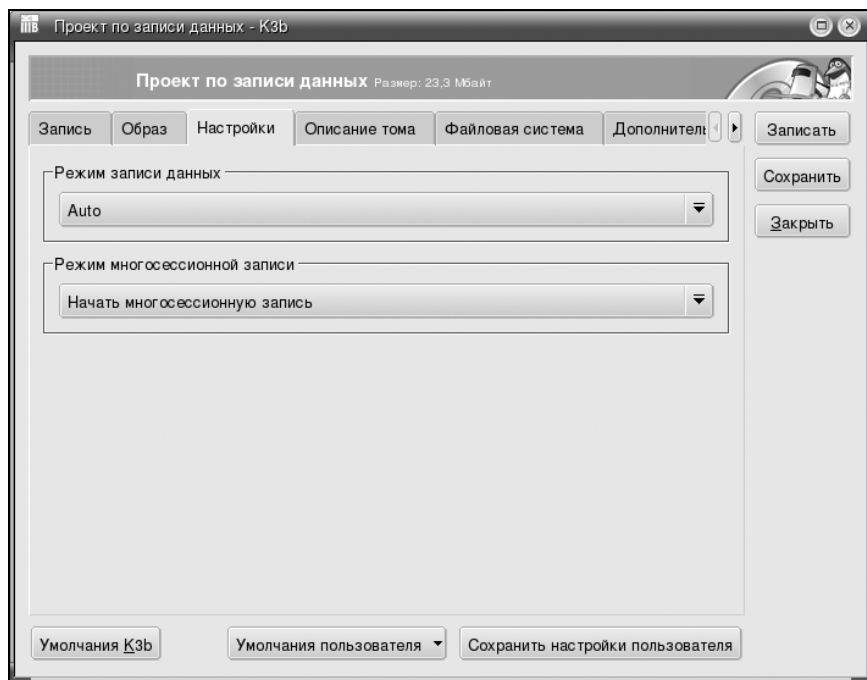 Проект по записи данных - K3b
Проект по записи данных Размер: 23,3 Мбайт
Запись Образ Настройки Описание тома Файловая система Дополнитель
Записать
Сохранить
Закрыть
Режим записи данных
Auto
Режим многосессионной записи
Начать многосессионную запись
Умолчания K3b Умолчания пользователя Сохранить настройки пользователя